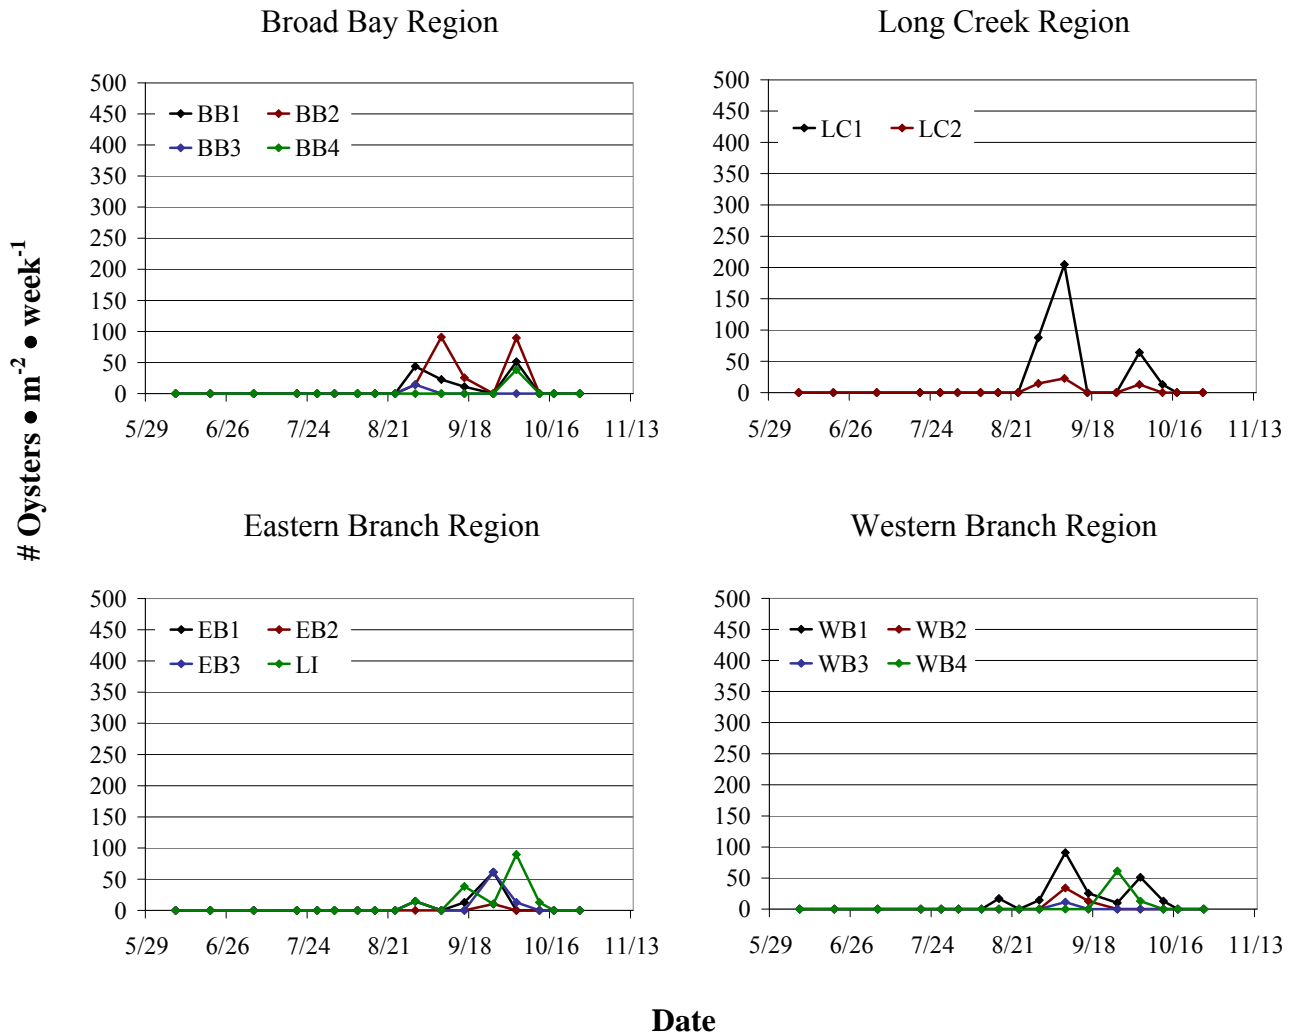 Broad Bay Region
Long Creek Region
# Oysters ● m-2 ● week-1
500
450
400
350
300
250
200
150
100
50
0
BB1 BB2
BB3 BB4
5/29 6/26 7/24 8/21 9/18 10/16 11/13
500
450
400
350
300
250
200
150
100
50
0
LC1 LC2
5/29 6/26 7/24 8/21 9/18 10/16 11/13
Eastern Branch Region
Western Branch Region
500
450
400
350
300
250
200
150
100
50
0
EB1 EB2
EB3 LI
5/29 6/26 7/24 8/21 9/18 10/16 11/13
500
450
400
350
300
250
200
150
100
50
0
WB1 WB2
WB3 WB4
5/29 6/26 7/24 8/21 9/18 10/16 11/13
Date